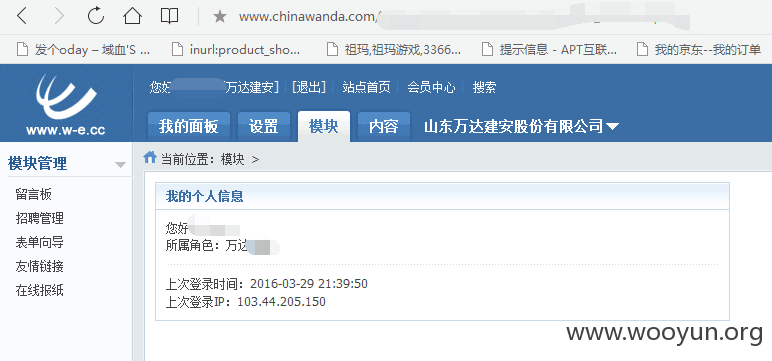 www.chinawanda.com/
发个oday – 域血'S ...
inurl:product_sho...
祖玛,祖玛游戏,3366...
提示信息 - APT互联...
我的京东--我的订单
www.w-e.cc
您好 万达建安] [退出] 站点首页 会员中心 搜索
我的面板 设置 模块 内容 山东万达建安股份有限公司
模块管理
留言板
招聘管理
表单向导
友情链接
在线报纸
当前位置：模块 >
我的个人信息
您好
所属角色：万达
上次登录时间：2016-03-29 21:39:50
上次登录IP：103.44.205.150
www.wooyun.org